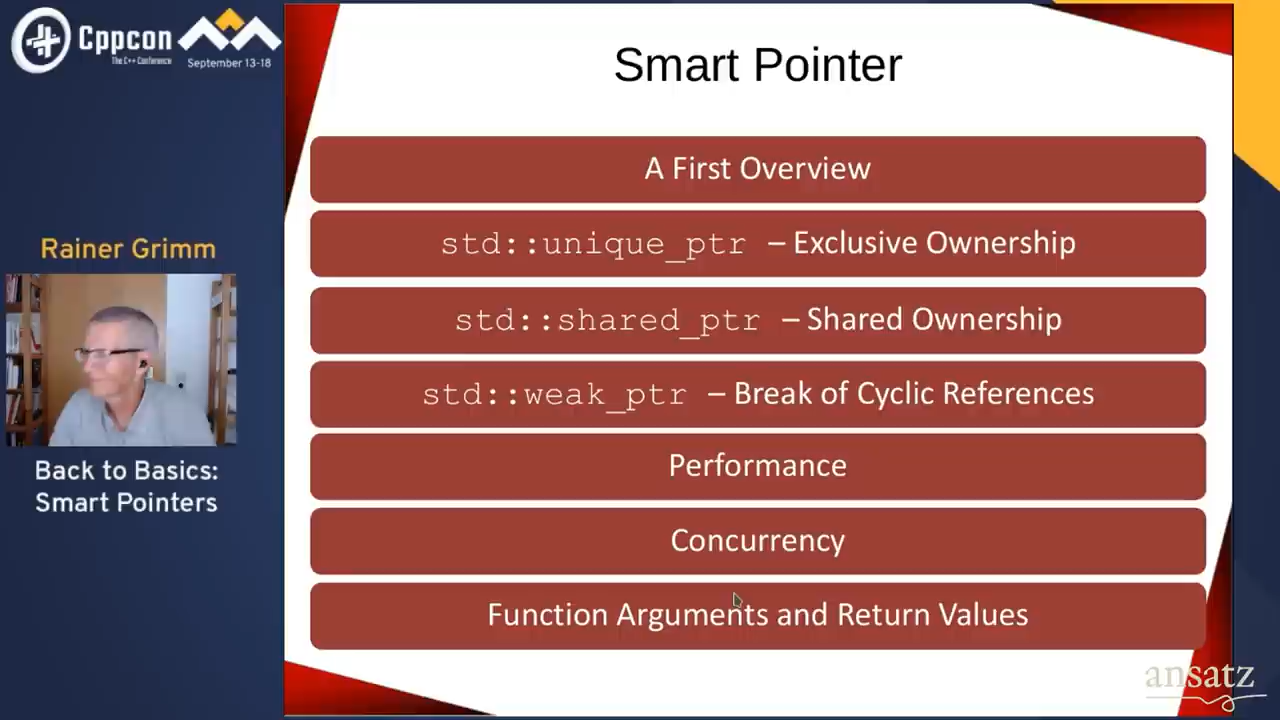 Cppcon
The C++ Conference
September 13-18
Rainer Grimm
Back to Basics:
Smart Pointers
Smart Pointer
A First Overview
std::unique_ptr – Exclusive Ownership
std::shared_ptr – Shared Ownership
std::weak_ptr – Break of Cyclic References
Performance
Concurrency
Function Arguments and Return Values
ansatz